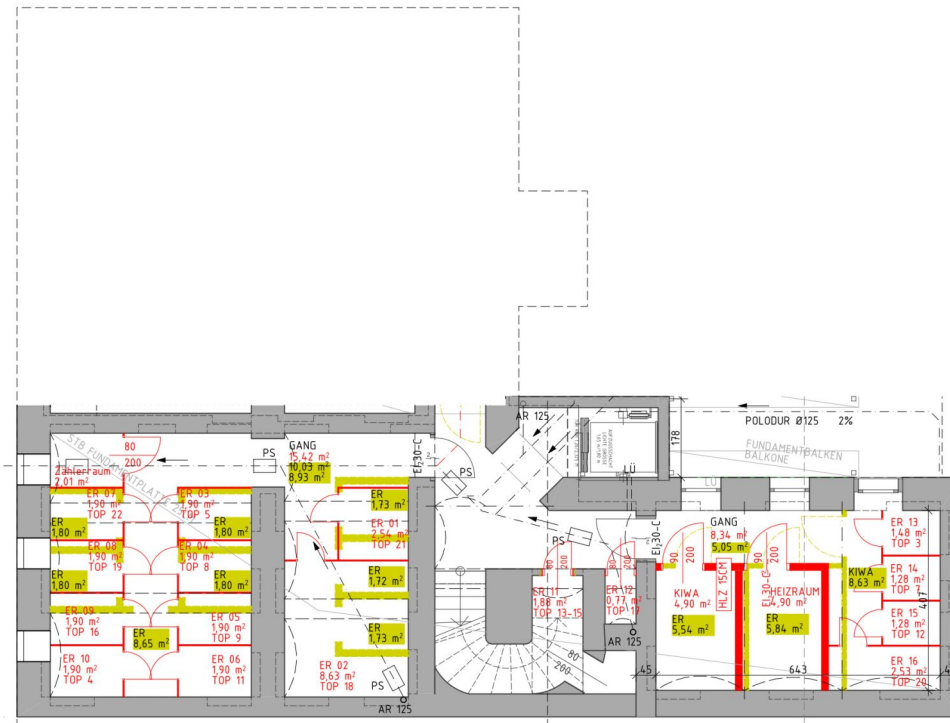 AR 125
POLODUR Ø125 2%
FUNDAMENTBALKEN
BALKONE
178
LÜ
LÜ
80
200
Zählerraum
2,01 m²
STB FUNDAMENTPLATTE
PS
GANG
15,42 m²
10,03 m²
8,93 m²
EI₂30-C
PS
ER 07
1,90 m²
TOP 22
ER 03
1,90 m²
TOP 5
ER
1,80 m²
ER
1,80 m²
ER 08
1,90 m²
TOP 19
ER 04
1,90 m²
TOP 8
ER
1,80 m²
ER
1,80 m²
ER 09
1,90 m²
TOP 16
ER 05
1,90 m²
TOP 9
ER
8,65 m²
ER 10
1,90 m²
TOP 4
ER 06
1,90 m²
TOP 11
ER
1,73 m²
ER 01
2,54 m²
TOP 21
ER
1,72 m²
ER
1,73 m²
ER 02
8,63 m²
TOP 18
PS
AR 125
PS
80
200
80
200
ER 11
1,88 m²
TOP 13-15
ER 12
0,77 m²
TOP 17
AR 125
80
200
EI₂30-C
GANG
8,34 m²
5,05 m²
90
200
90
200
EI₂30-C
HLZ 15CM
KIWA
4,90 m²
ER
5,54 m²
HEIZRAUM
4,90 m²
ER
5,84 m²
KIWA
8,63 m²
ER 13
1,48 m²
TOP 3
ER 14
1,28 m²
TOP 7
ER 15
1,28 m²
TOP 12
ER 16
2,53 m²
TOP 20
407
45
643